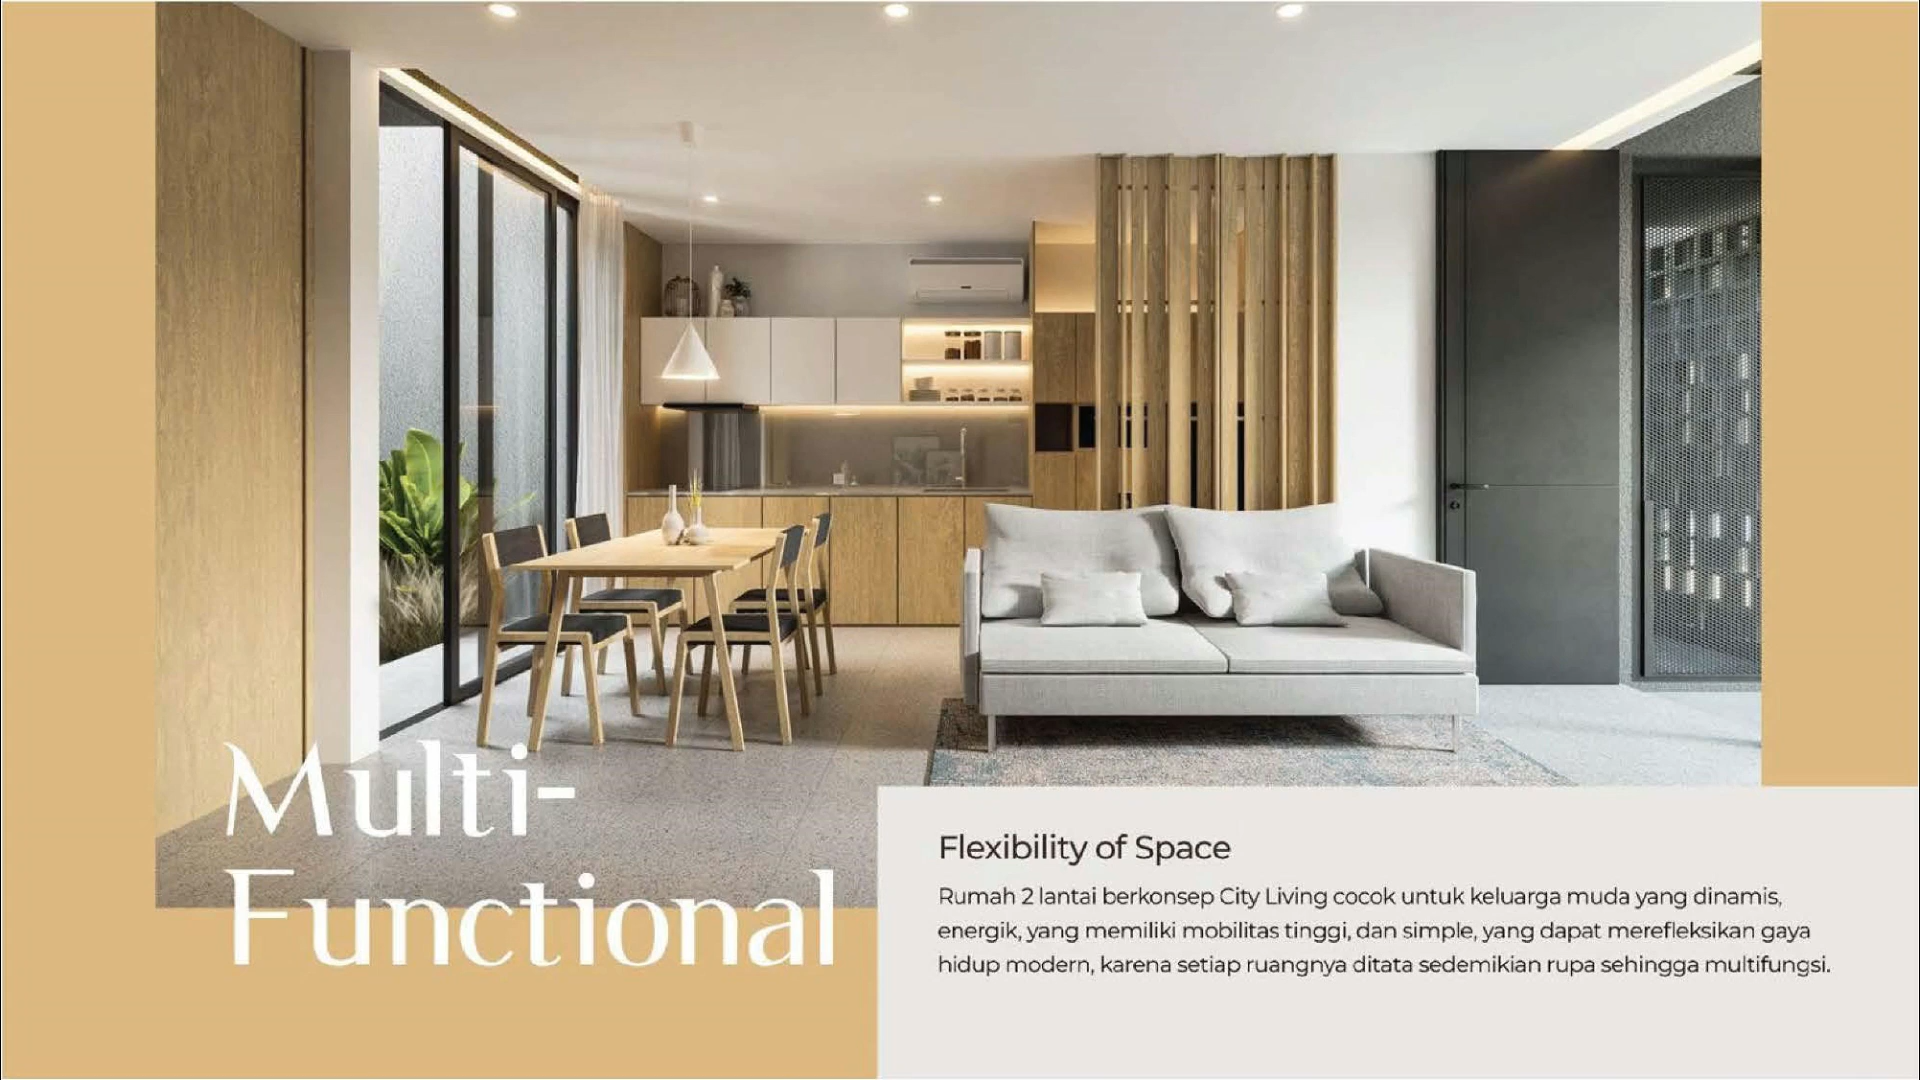 Multi-
Functional
Flexibility of Space
Rumah 2 lantai berkonsep City Living cocok untuk keluarga muda yang dinamis,
energik, yang memiliki mobilitas tinggi, dan simple, yang dapat merefleksikan gaya
hidup modern, karena setiap ruangnya ditata sedemikian rupa sehingga multifungsi.